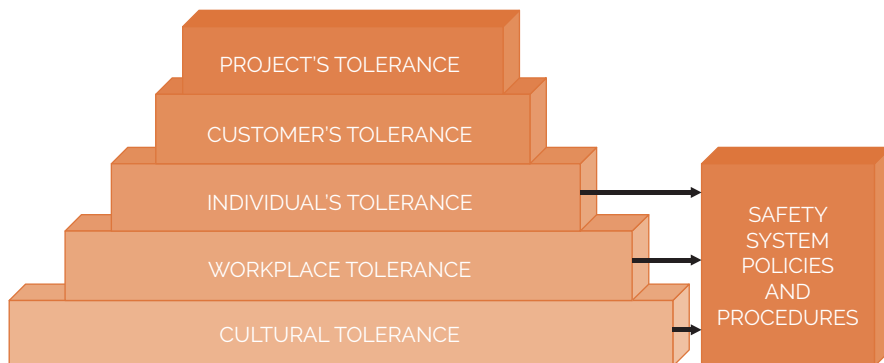 PROJECT'S TOLERANCE
CUSTOMER'S TOLERANCE
INDIVIDUAL'S TOLERANCE
WORKPLACE TOLERANCE
CULTURAL TOLERANCE
SAFETY
SYSTEM
POLICIES
AND
PROCEDURES